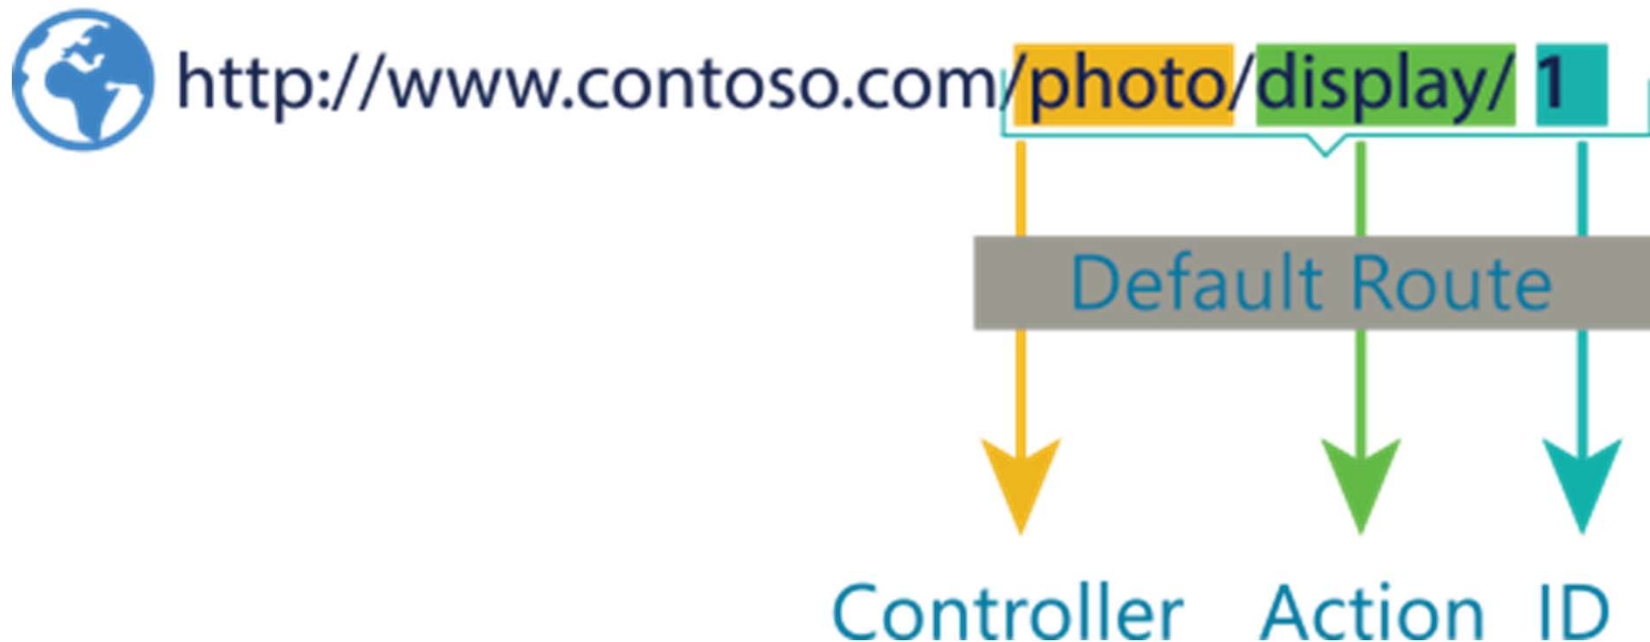 http://www.contoso.com/photo/display/ 1
Default Route
Controller Action ID